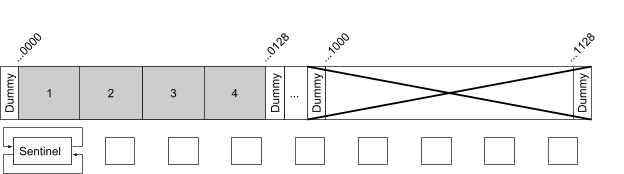 ...0000
...0128
...1000
...1128
Dummy
1
2
3
4
Dummy
...
Dummy
Dummy
Sentinel